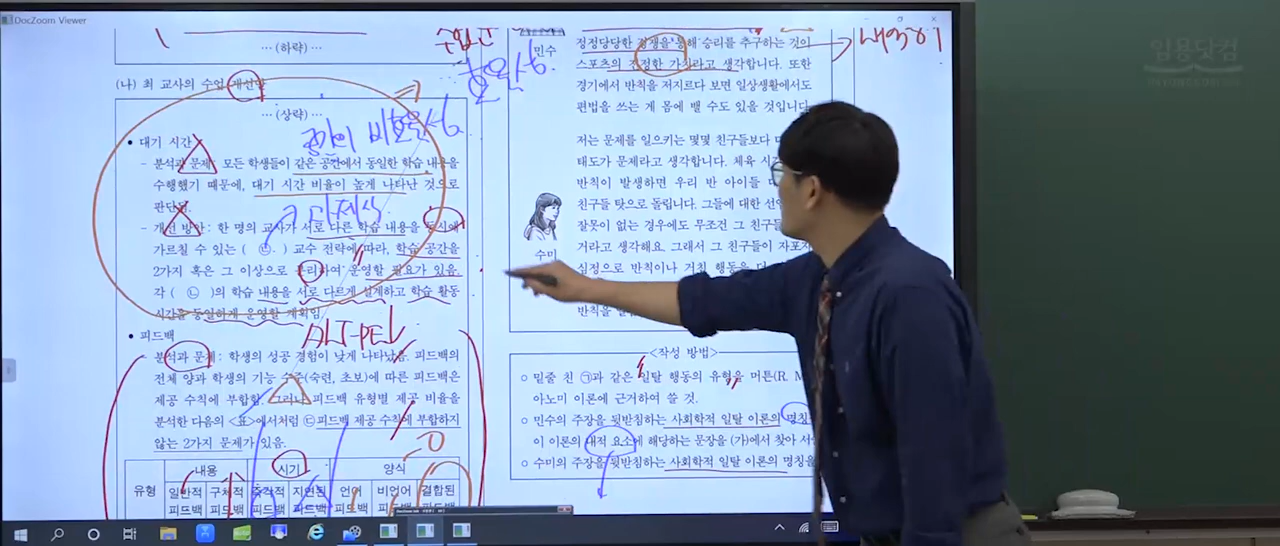 DocZoom Viewer
… (하략) …
(나) 최 교사의 수업 개선안
… (상략) …
• 대기 시간
- 분석과 문제: 모든 학생들이 같은 공간에서 동일한 학습 내용을
수행했기 때문에, 대기 시간 비율이 높게 나타난 것으로
판단됨.
- 개선 방안: 한 명의 교사가 서로 다른 학습 내용을 동시에
가르칠 수 있는 ( ㉡ ) 교수 전략에 따라, 학습 공간을
2가지 혹은 그 이상으로 분리하여 운영할 필요가 있음.
각 ( ㉡ )의 학습 내용을 서로 다르게 설계하고 학습 활동
시간을 동일하게 운영할 계획임.
ALT-PE
• 피드백
- 분석과 문제: 학생의 성공 경험이 낮게 나타났음. 피드백의
전체 양과 학생의 기능 수준(숙련, 초보)에 따른 피드백은
제공 수칙에 부합함. 그러나 피드백 유형별 제공 비율을
분석한 다음의 <표>에서처럼 ㉢피드백 제공 수칙에 부합하지
않는 2가지 문제가 있음.
유형
내용 시기 양식
일반적 구체적 즉각적 지연된 언어 비언어 결합된
피드백 피드백 피드백 피드백 피드백 피드백 피드백
민수
정정당당한 경쟁을 통해 승리를 추구하는 것이
스포츠의 진정한 가치라고 생각합니다. 또한
경기에서 반칙을 저지르다 보면 일상생활에서도
편법을 쓰는 게 몸에 밸 수도 있을 것입니다
저는 문제를 일으키는 몇몇 친구들보다
태도가 문제라고 생각합니다. 체육
반칙이 발생하면 우리 반 아이들
친구들 탓으로 돌립니다. 그들에 대한
잘못이 없는 경우에도 무조건 그
거라고 생각해요. 그래서 그 친구들이
심정으로 반칙이나 거친 행동을
수미
<작성 방법>
○ 밑줄 친 ㉠과 같은 일탈 행동의 유형을 머튼(R.
아노미 이론에 근거하여 쓸 것.
○ 민수의 주장을 뒷받침하는 사회학적 일탈 이론의 명칭
이 이론의 내적 요소에 해당하는 문장을 (가)에서 찾아
○ 수미의 주장을 뒷받침하는 사회학적 일탈 이론의 명칭을
임용닷컴